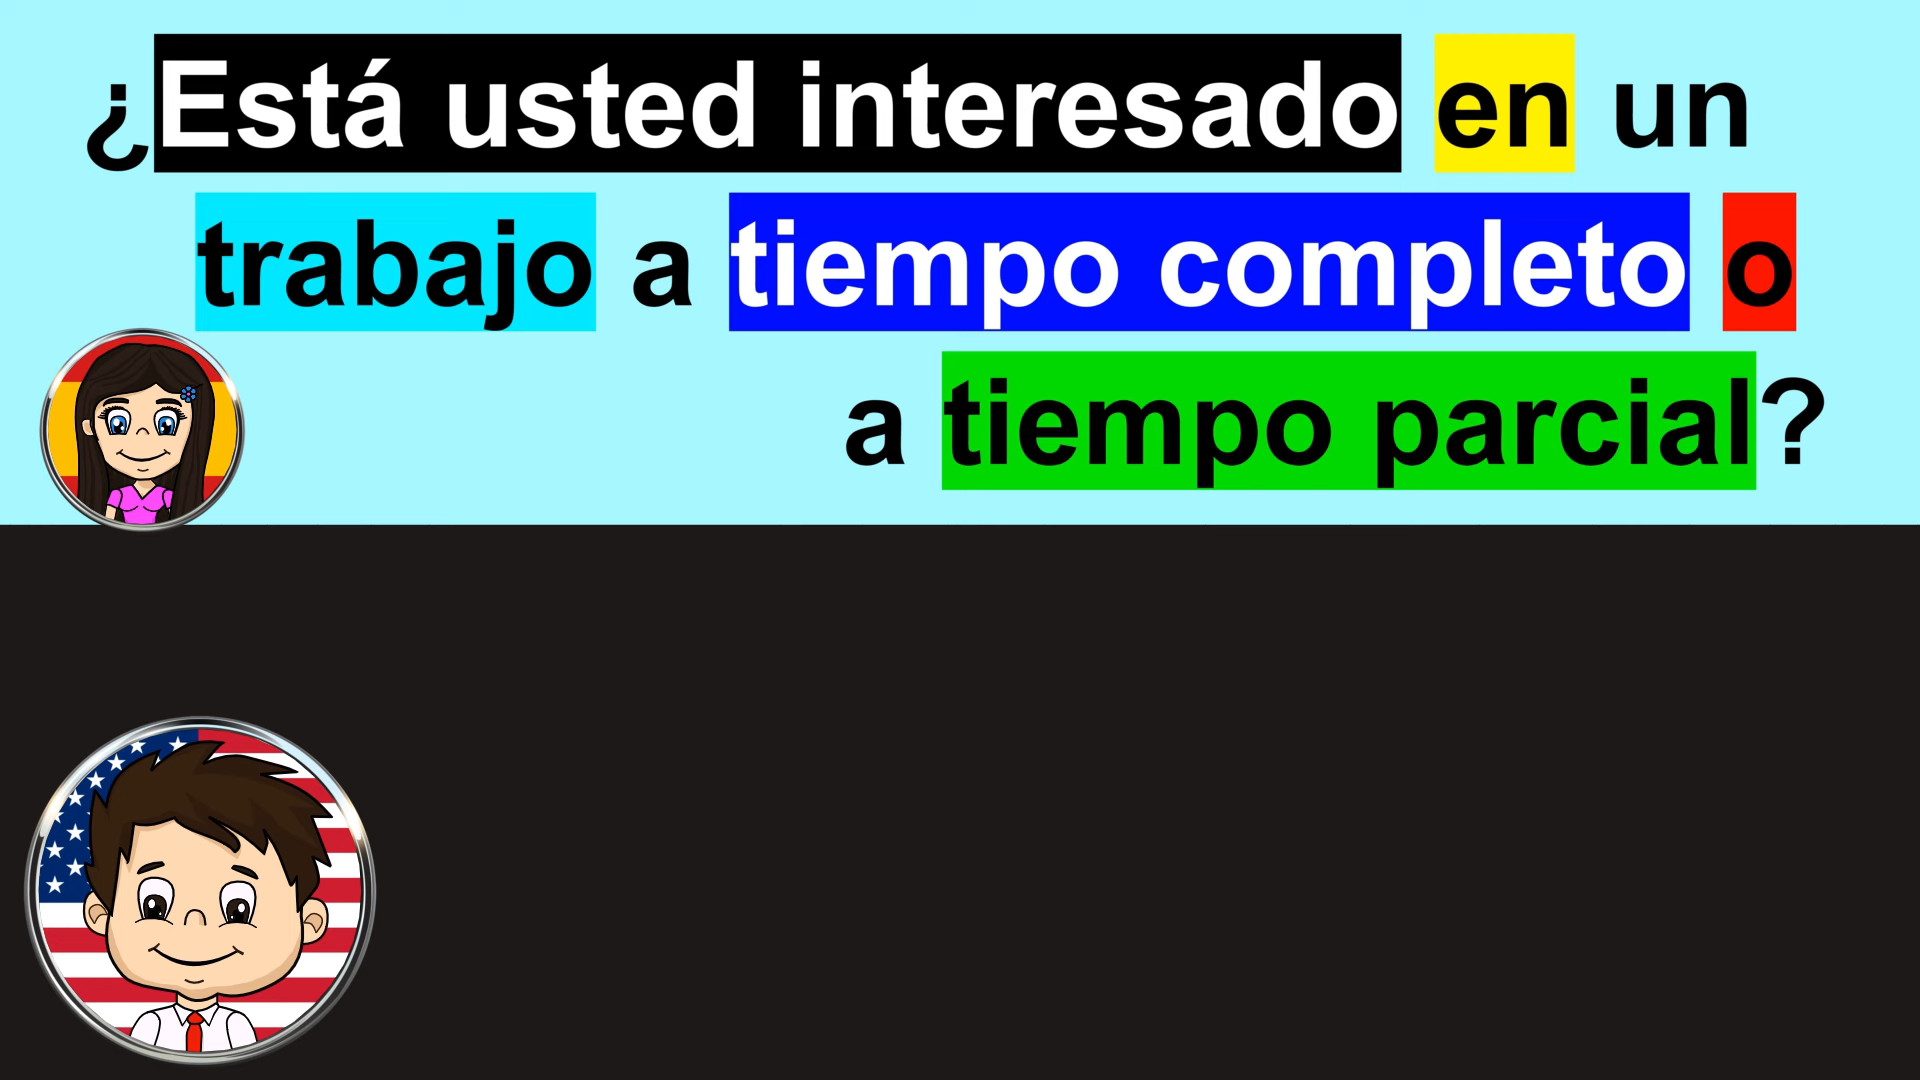 ¿Está usted interesado en un
trabajo a tiempo completo o
a tiempo parcial?